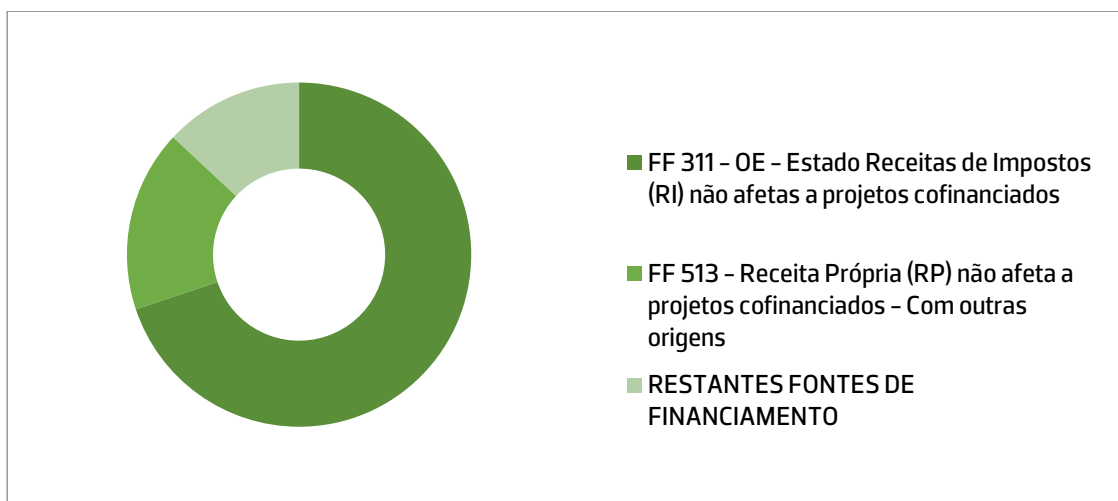 FF 311 – OE – Estado Receitas de Impostos
(RI) não afetas a projetos cofinanciados
FF 513 – Receita Própria (RP) não afeta a
projetos cofinanciados – Com outras
origens
RESTANTES FONTES DE
FINANCIAMENTO